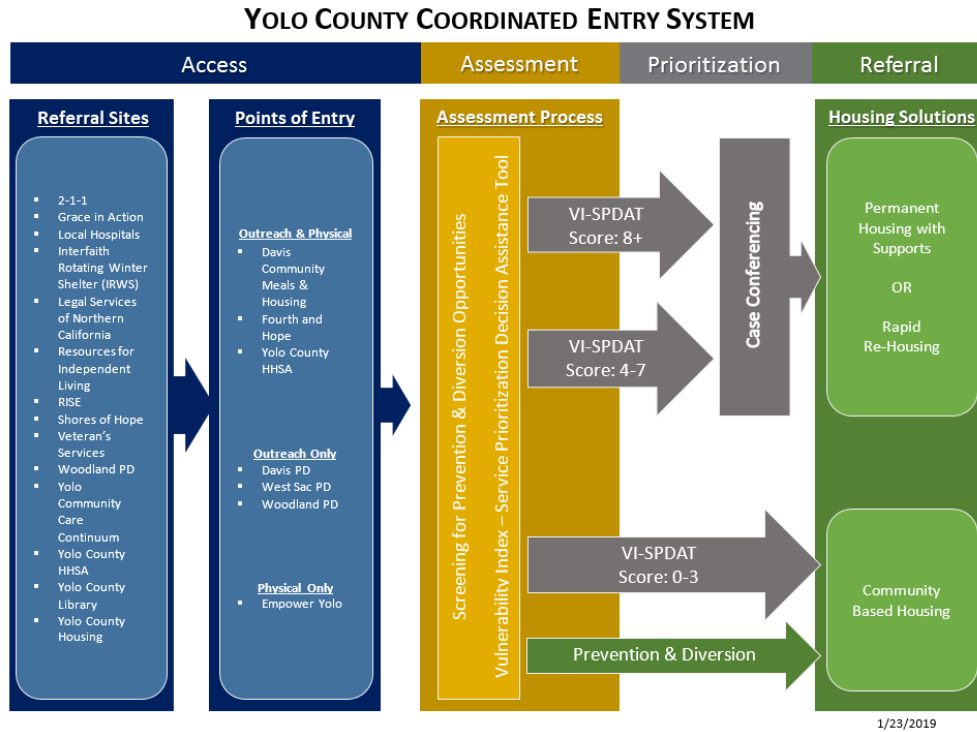 YOLO COUNTY COORDINATED ENTRY SYSTEM
Access
Assessment
Prioritization
Referral
Referral Sites
2-1-1
Grace in Action
Local Hospitals
Interfaith
Rotating Winter
Shelter (IRWS)
Legal Services
of Northern
California
Resources for
Independent
Living
RISE
Shores of Hope
Veteran's
Services
Woodland PD
Yolo
Community
Care
Continuum
Yolo County
HHSA
Yolo County
Library
Yolo County
Housing
Points of Entry
Outreach & Physical
Davis
Community
Meals &
Housing
Fourth and
Hope
Yolo County
HHSA
Outreach Only
Davis PD
West Sac PD
Woodland PD
Physical Only
Empower Yolo
Assessment Process
Screening for Prevention & Diversion Opportunities
Vulnerability Index – Service Prioritization Decision Assistance Tool
VI-SPDAT
Score: 8+
VI-SPDAT
Score: 4-7
Case Conferencing
VI-SPDAT
Score: 0-3
Prevention & Diversion
Housing Solutions
Permanent
Housing with
Supports
OR
Rapid
Re-Housing
Community
Based Housing
1/23/2019